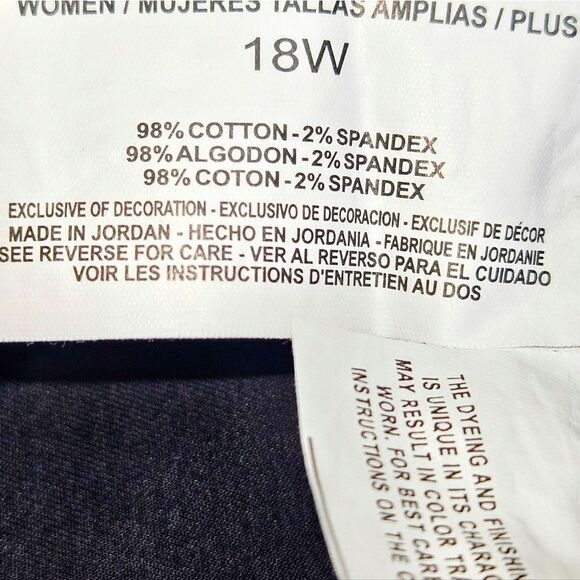 WOMEN / MUJERES TALLAS AMPLIAS / PLUS
18W
98% COTTON - 2% SPANDEX
98% ALGODON - 2% SPANDEX
98% COTON - 2% SPANDEX
EXCLUSIVE OF DECORATION - EXCLUSIVO DE DECORACION - EXCLUSIF DE DÉCOR
MADE IN JORDAN - HECHO EN JORDANIA - FABRIQUE EN JORDANIE
SEE REVERSE FOR CARE - VER AL REVERSO PARA EL CUIDADO
VOIR LES INSTRUCTIONS D'ENTRETIEN AU DOS
THE DYEING AND
IS UNIQUE IN ITS
MAY RESULT IN COLOR
WORN. FOR BEST CARE
INSTRUCTIONS ON THE